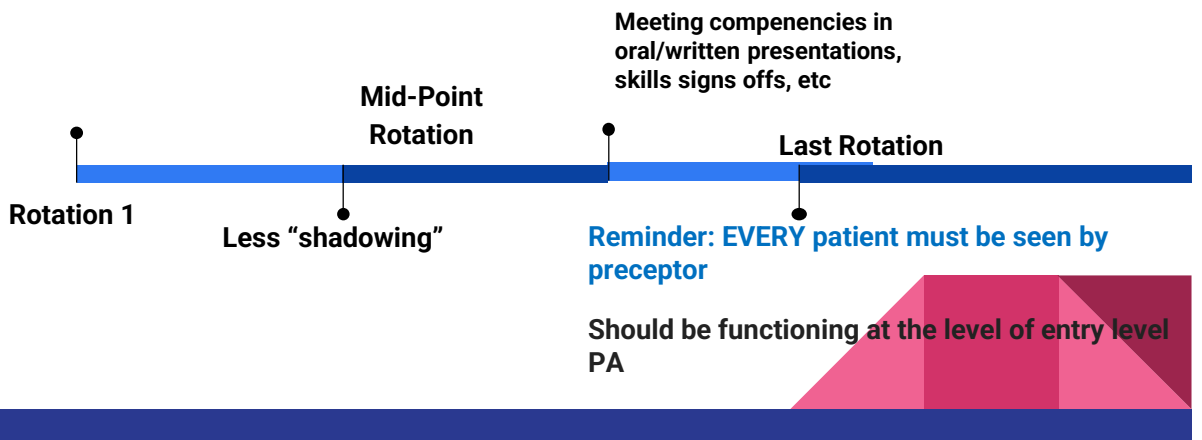 Meeting compenencies in
oral/written presentations,
skills signs offs, etc
Mid-Point
Rotation
Last Rotation
Rotation 1
Less “shadowing”
Reminder: EVERY patient must be seen by
preceptor
Should be functioning at the level of entry level
PA